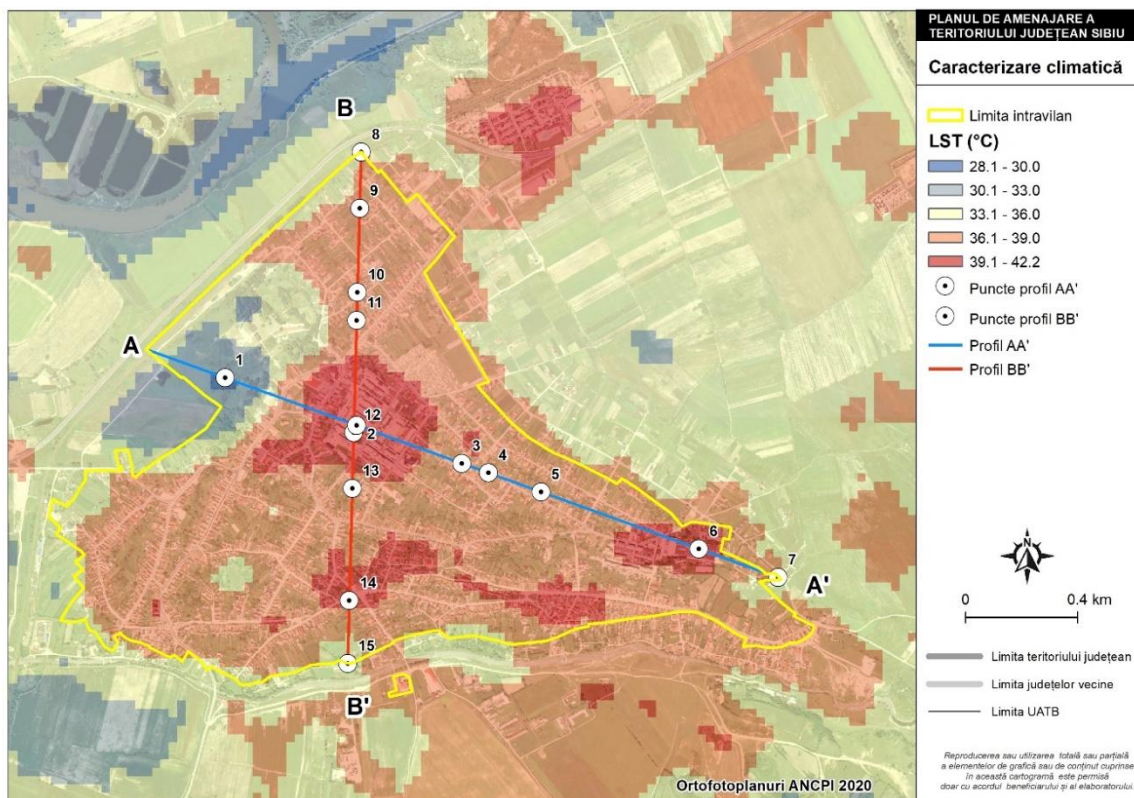 B
8
9
10
11
A
1
12
2
3
4
5
13
6
7
A'
14
15
B'
Ortofotoplanuri ANCPI 2020
PLANUL DE AMENAJARE A
TERITORIULUI JUDEȚEAN SIBIU
Caracterizare climatică
Limita intravilan
LST (°C)
28.1 - 30.0
30.1 - 33.0
33.1 - 36.0
36.1 - 39.0
39.1 - 42.2
Puncte profil AA'
Puncte profil BB'
Profil AA'
Profil BB'
N
0 0.4 km
Limita teritoriului județean
Limita județelor vecine
Limita UATB
Reproducerea sau utilizarea totală sau parțială
a elementelor de grafică sau de conținut cuprinse
în această cartogramă este permisă
doar cu acordul beneficiarului și al elaboratorului.